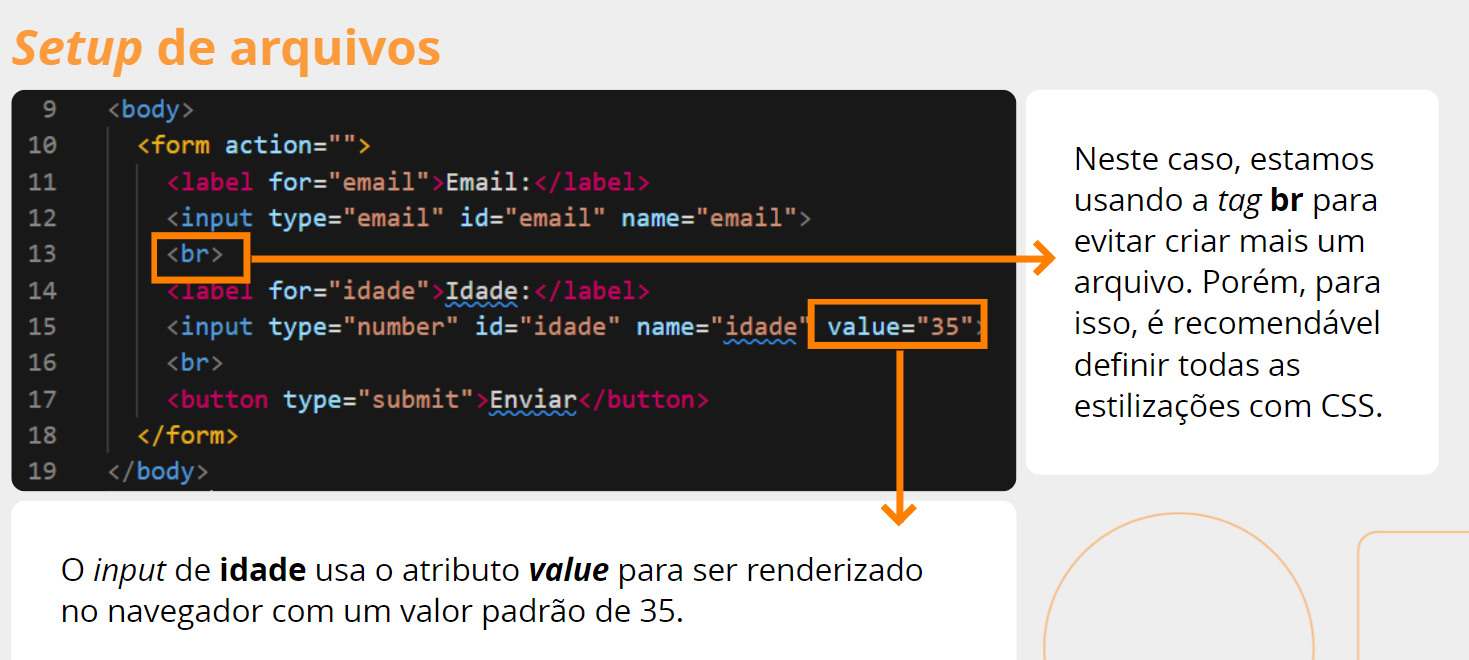 Setup de arquivos
9 <body>
10 <form action="">
11 <label for="email">Email:</label>
12 <input type="email" id="email" name="email">
13 <br>
14 <label for="idade">Idade:</label>
15 <input type="number" id="idade" name="idade" value="35">
16 <br>
17 <button type="submit">Enviar</button>
18 </form>
19 </body>
Neste caso, estamos
usando a tag br para
evitar criar mais um
arquivo. Porém, para
isso, é recomendável
definir todas as
estilizações com CSS.
O input de idade usa o atributo value para ser renderizado
no navegador com um valor padrão de 35.